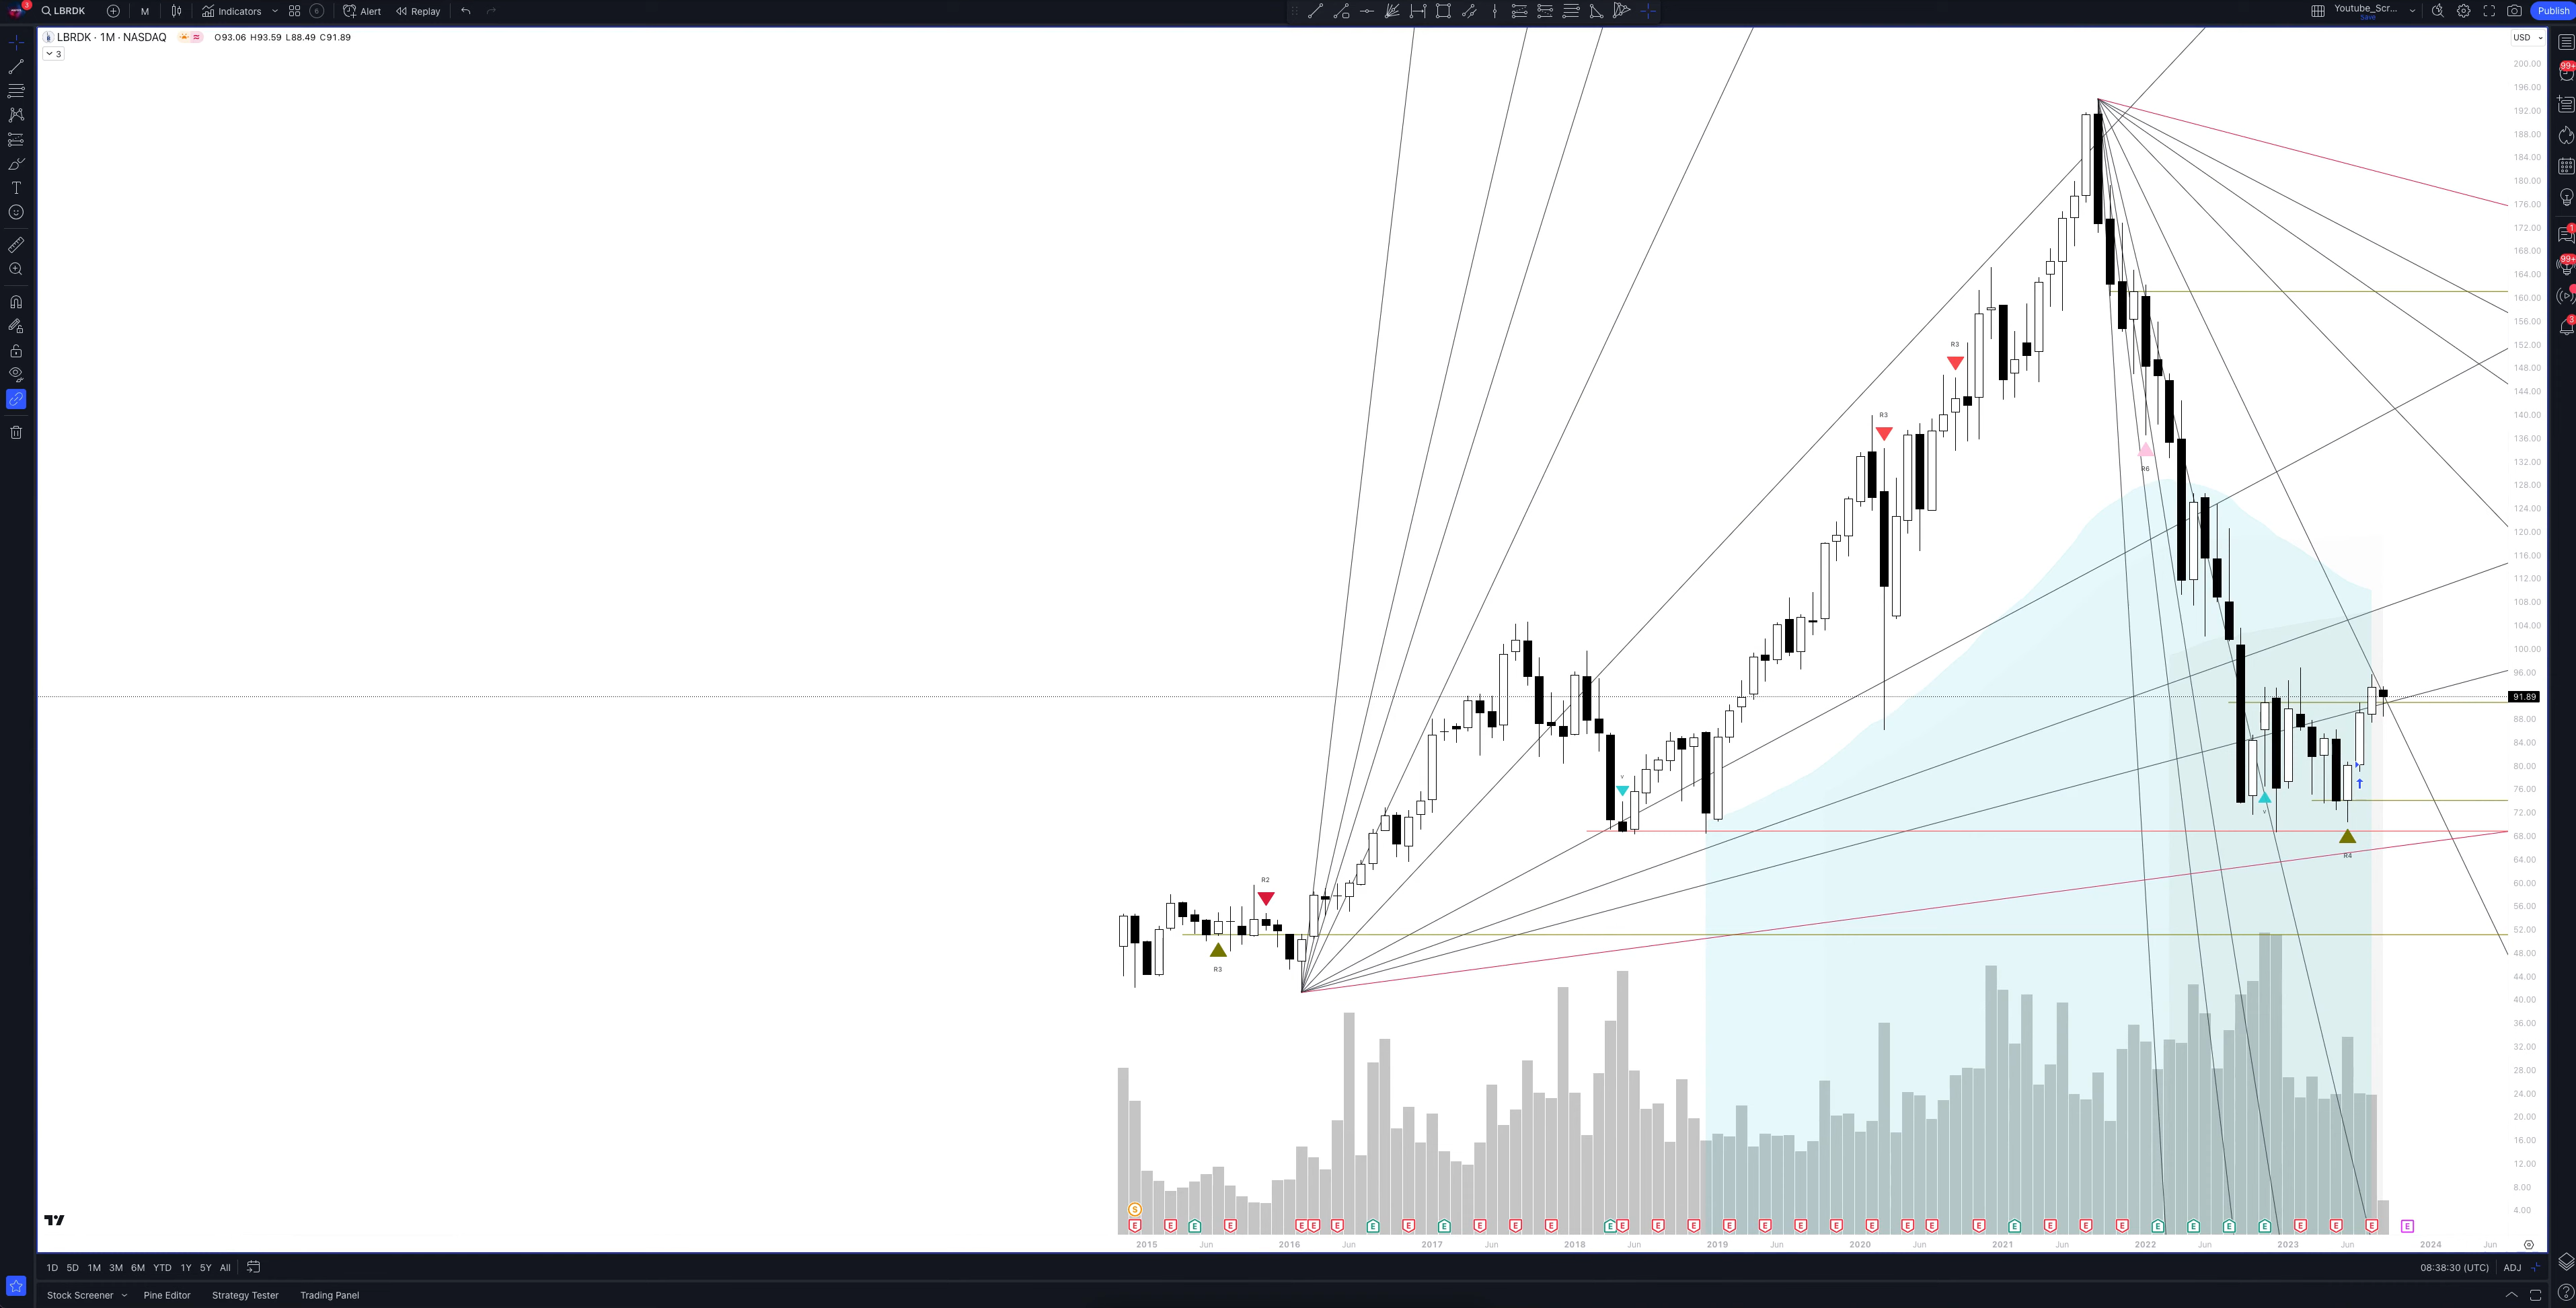 3
LBRDK
M
Indicators
6
Alert
Replay
Youtube_Scr...
Save
Publish
LBRDK · 1M · NASDAQ O93.06 H93.59 L88.49 C91.89
3
USD
200.00
196.00
192.00
188.00
184.00
180.00
176.00
172.00
168.00
164.00
160.00
156.00
152.00
148.00
144.00
140.00
136.00
132.00
128.00
124.00
120.00
116.00
112.00
108.00
104.00
100.00
96.00
91.89
88.00
84.00
80.00
76.00
72.00
68.00
64.00
60.00
56.00
52.00
48.00
44.00
40.00
36.00
32.00
28.00
24.00
20.00
16.00
12.00
8.00
4.00
99+
1
99+
3
R3
R3
R6
v
v
R4
R2
R3
S
E E E E E E E E E E E E E E E E E E E E E E E E E E E E E E E E E E E E E E E
2015 Jun 2016 Jun 2017 Jun 2018 Jun 2019 Jun 2020 Jun 2021 Jun 2022 Jun 2023 Jun 2024 Jun
1D 5D 1M 3M 6M YTD 1Y 5Y All
08:38:30 (UTC) ADJ
Stock Screener Pine Editor Strategy Tester Trading Panel